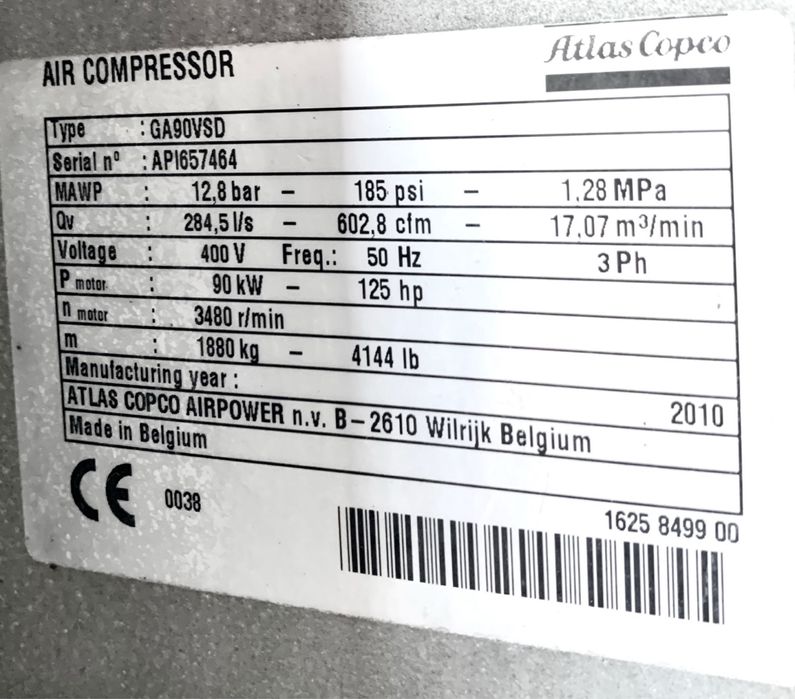 AIR COMPRESSOR
Atlas Copco
Type : GA90VSD
Serial nº : API657464
MAWP : 12,8 bar – 185 psi – 1,28 MPa
Qv : 284,5 l/s – 602,8 cfm – 17,07 m³/min
Voltage : 400 V Freq.: 50 Hz 3 Ph
P motor : 90 kW – 125 hp
n motor : 3480 r/min
m : 1880 kg – 4144 lb
Manufacturing year : 2010
ATLAS COPCO AIRPOWER n.v. B – 2610 Wilrijk Belgium
Made in Belgium
CE 0038
1625 8499 00